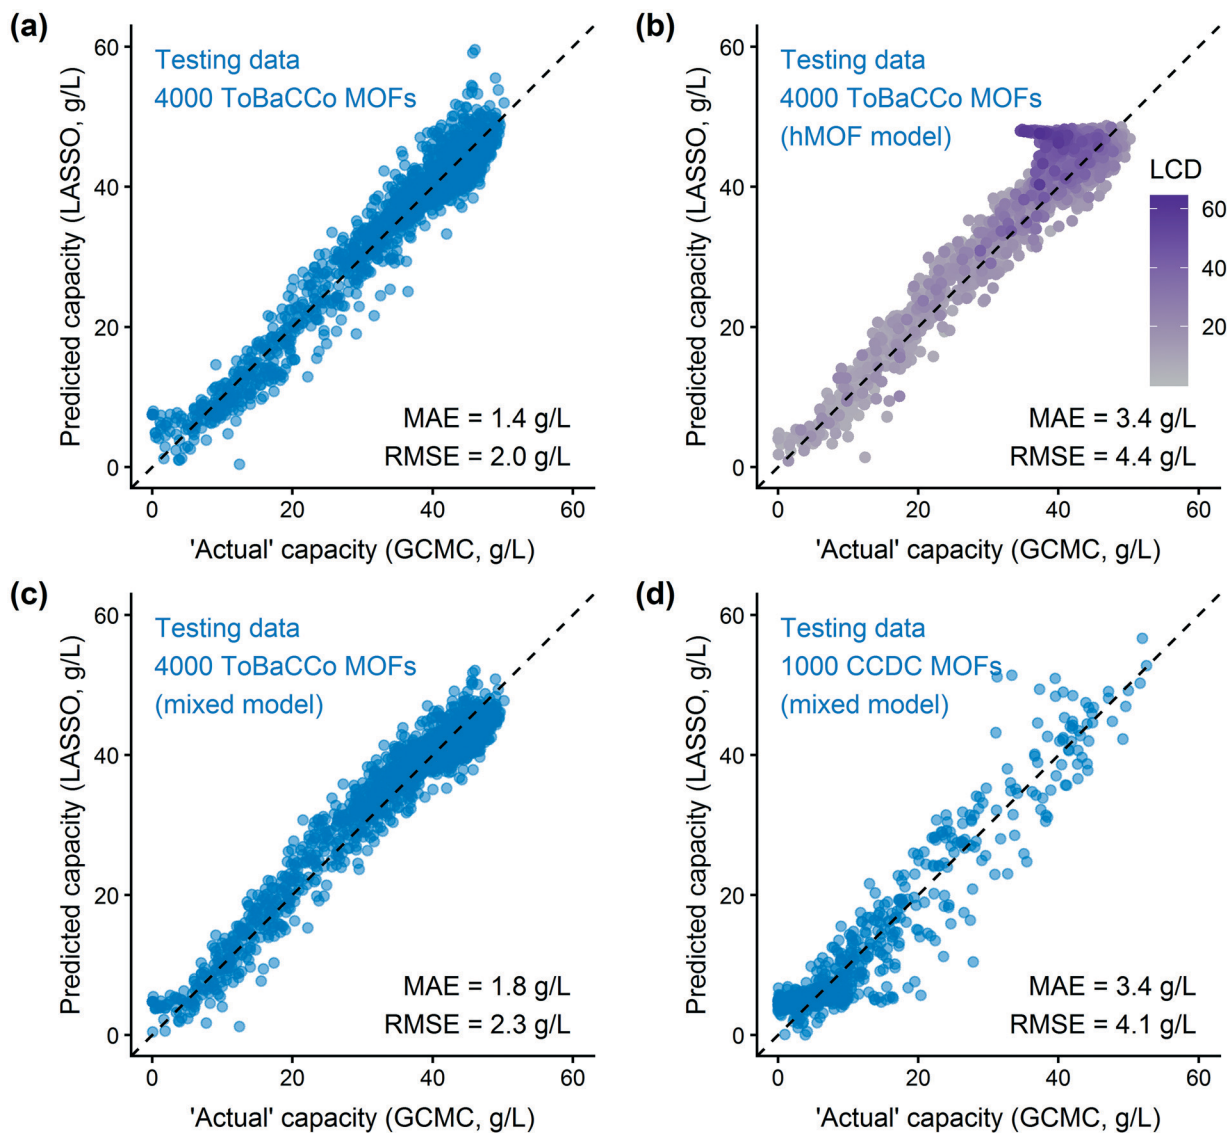 (a)
Testing data
4000 ToBaCCo MOFs
MAE = 1.4 g/L
RMSE = 2.0 g/L
Predicted capacity (LASSO, g/L)
60
40
20
0
0 20 40 60
'Actual' capacity (GCMC, g/L)
(b)
Testing data
4000 ToBaCCo MOFs
(hMOF model)
LCD
60
40
20
MAE = 3.4 g/L
RMSE = 4.4 g/L
Predicted capacity (LASSO, g/L)
60
40
20
0
0 20 40 60
'Actual' capacity (GCMC, g/L)
(c)
Testing data
4000 ToBaCCo MOFs
(mixed model)
MAE = 1.8 g/L
RMSE = 2.3 g/L
Predicted capacity (LASSO, g/L)
60
40
20
0
0 20 40 60
'Actual' capacity (GCMC, g/L)
(d)
Testing data
1000 CCDC MOFs
(mixed model)
MAE = 3.4 g/L
RMSE = 4.1 g/L
Predicted capacity (LASSO, g/L)
60
40
20
0
0 20 40 60
'Actual' capacity (GCMC, g/L)